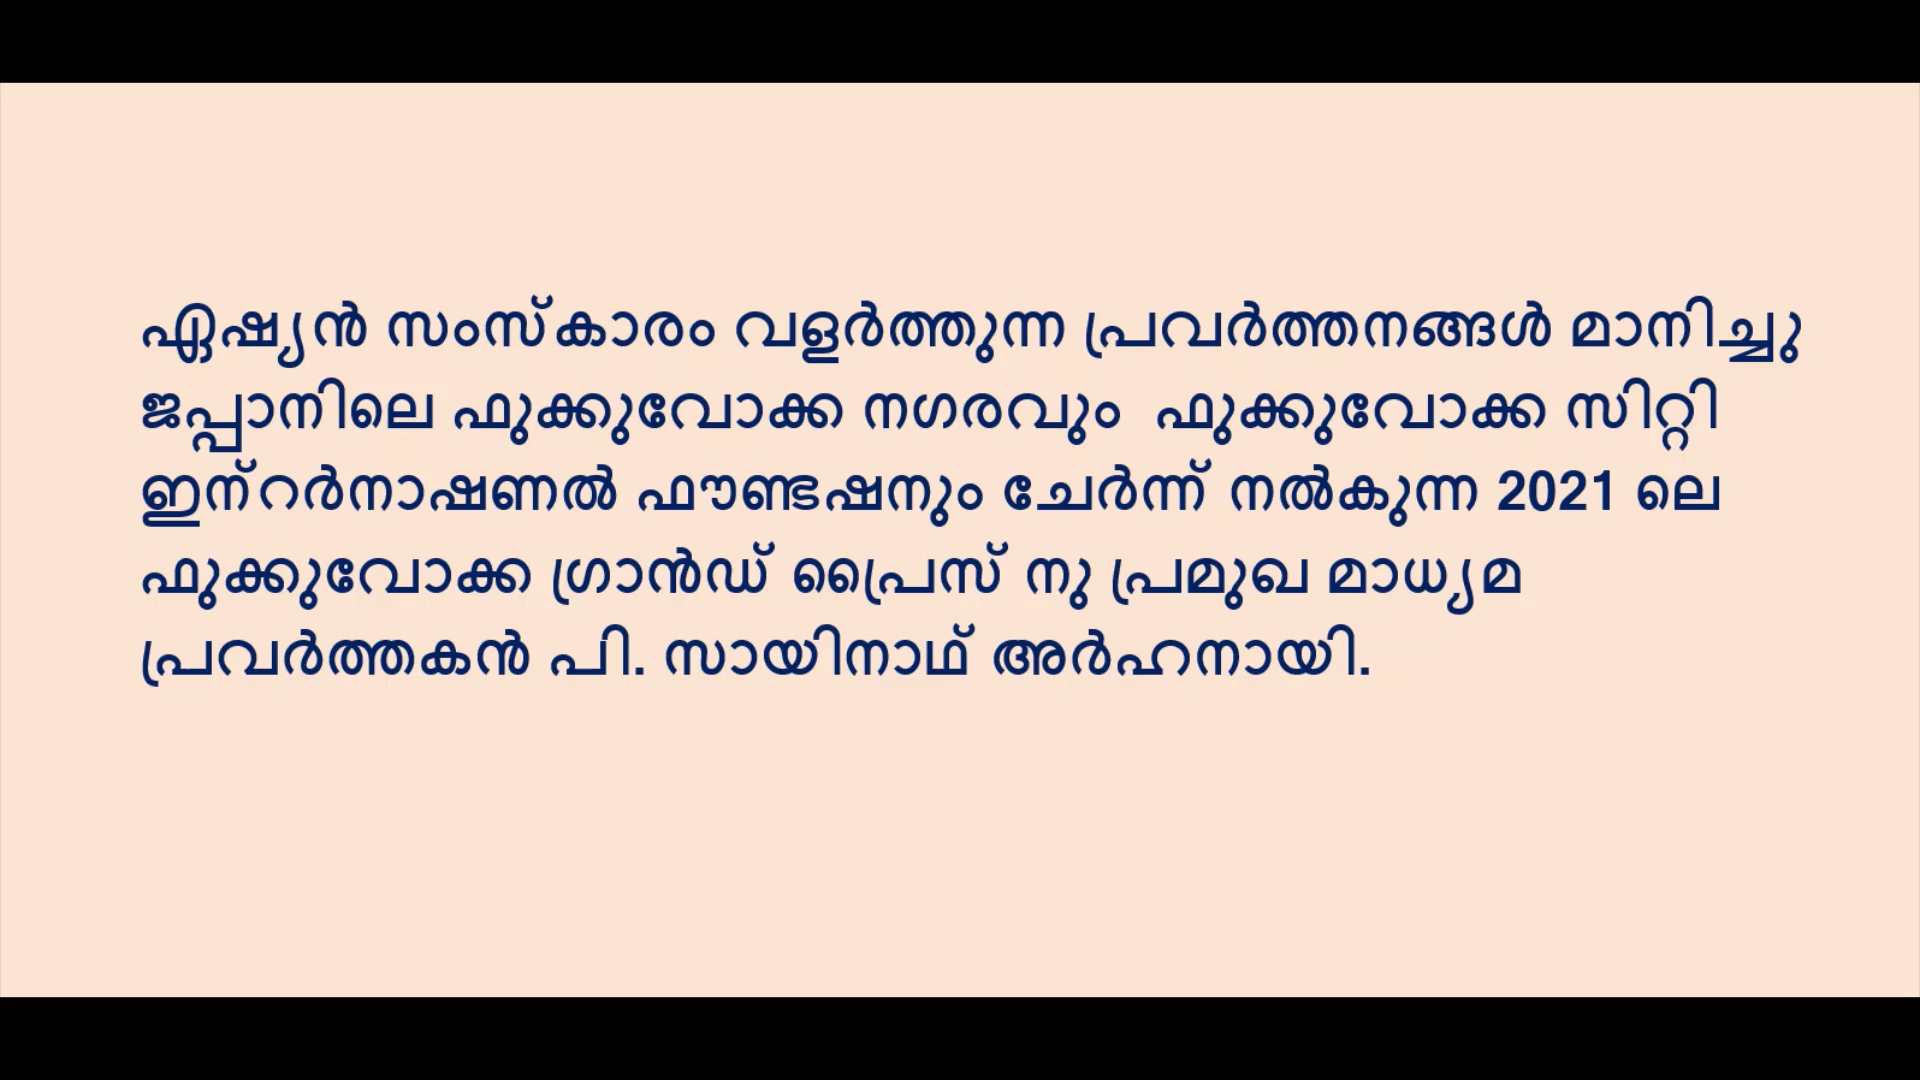 ഏഷ്യൻ സംസ്കാരം വളർത്തുന്ന പ്രവർത്തനങ്ങൾ മാനിച്ചു
ജപ്പാനിലെ ഫുക്കുവോക്ക നഗരവും ഫുക്കുവോക്ക സിറ്റി
ഇന്റർനാഷണൽ ഫൗണ്ടഷനും ചേർന്ന് നൽകുന്ന 2021 ലെ
ഫുക്കുവോക്ക ഗ്രാൻഡ് പ്രൈസ് നു പ്രമുഖ മാധ്യമ
പ്രവർത്തകൻ പി. സായിനാഥ് അർഹനായി.